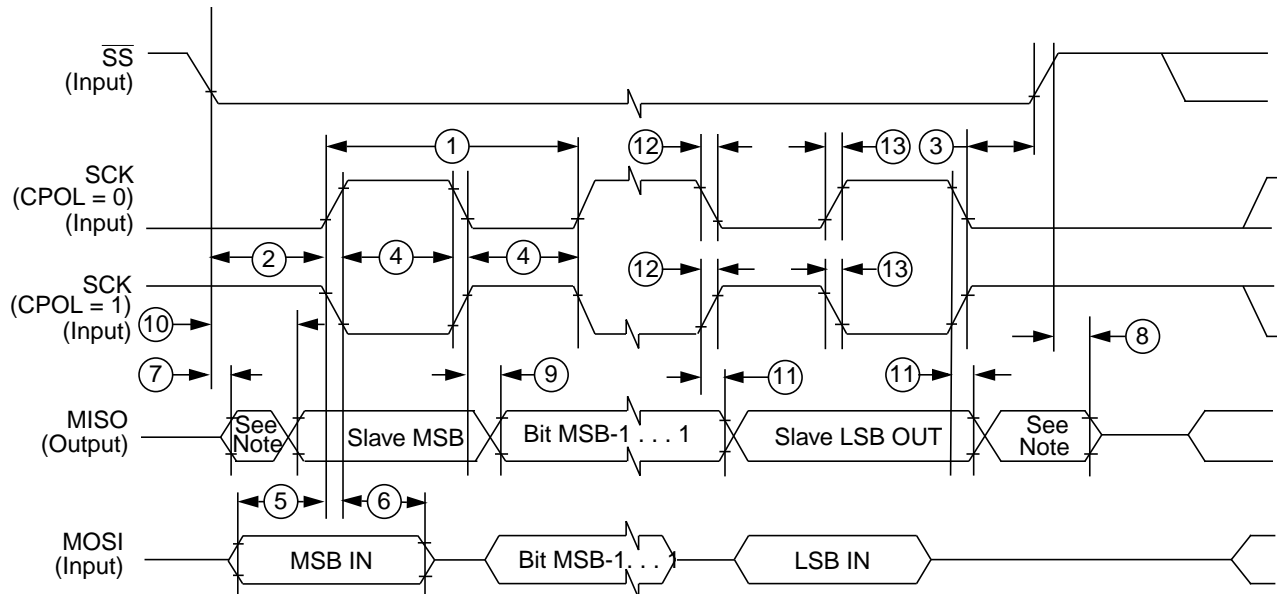 SS
(Input)
1
12
13
3
SCK
(CPOL = 0)
(Input)
2
4
4
12
13
SCK
(CPOL = 1)
(Input)
10
8
7
9
11
11
MISO
(Output)
See
Note
Slave MSB
Bit MSB-1 . . . 1
Slave LSB OUT
See
Note
5
6
MOSI
(Input)
MSB IN
Bit MSB-1. . . 1
LSB IN